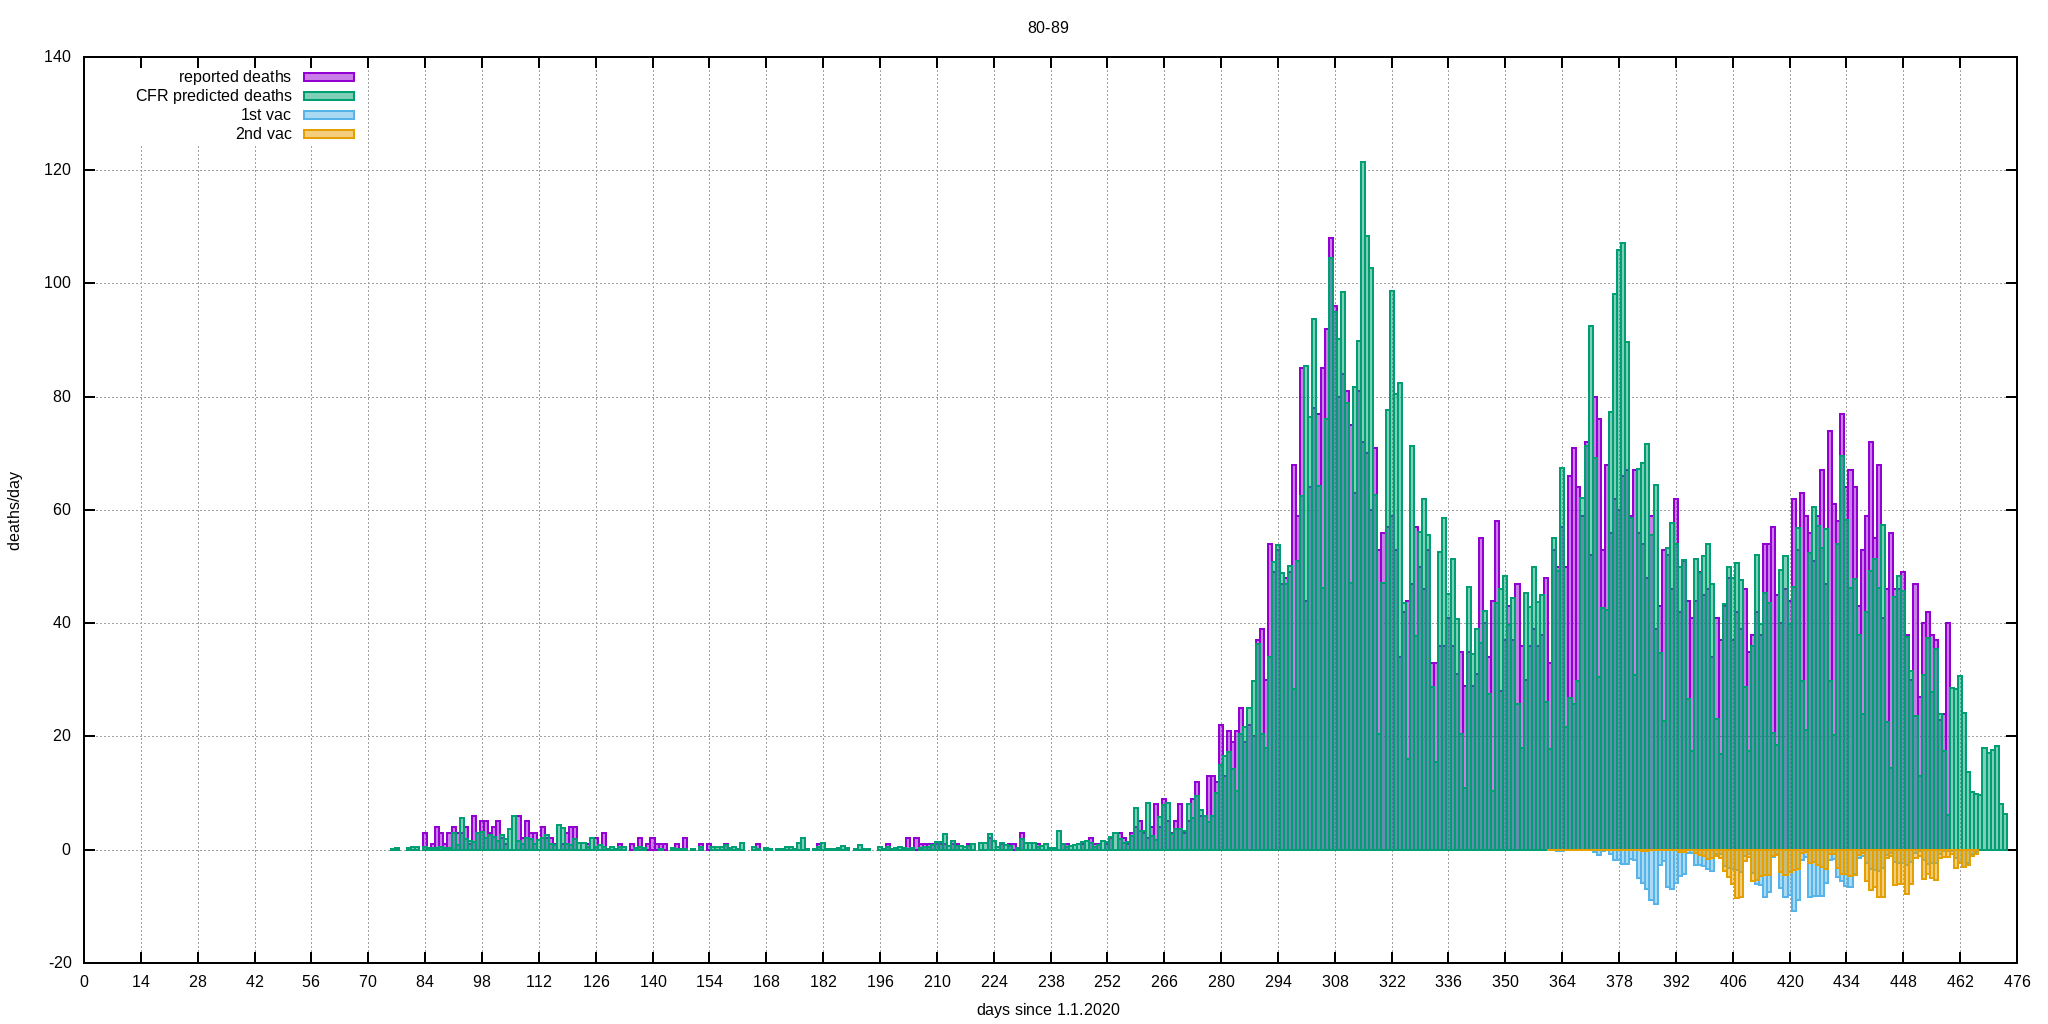 80-89
140
120
100
80
60
40
20
0
-20
deaths/day
reported deaths
CFR predicted deaths
1st vac
2nd vac
0 14 28 42 56 70 84 98 112 126 140 154 168 182 196 210 224 238 252 266 280 294 308 322 336 350 364 378 392 406 420 434 448 462 476
days since 1.1.2020